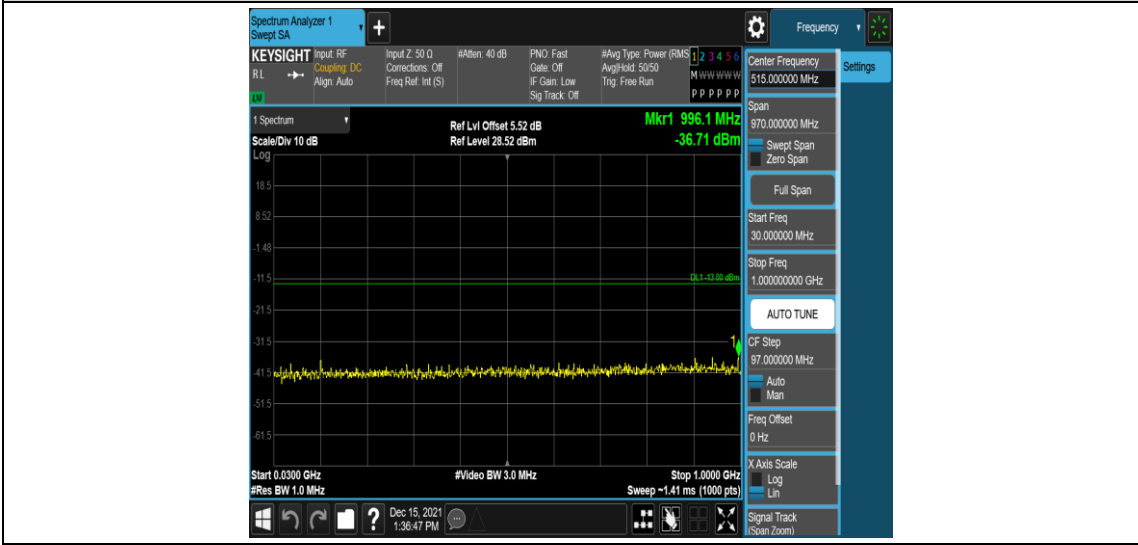 Spectrum Analyzer 1
Swept SA
+
Frequency
KEYSIGHT
RL
LM
Input: RF
Coupling: DC
Align: Auto
Input Z: 50 Ω
Corrections: Off
Freq Ref: Int (S)
#Atten: 40 dB
PNO: Fast
Gate: Off
IF Gain: Low
Sig Track: Off
#Avg Type: Power (RMS
Avg|Hold: 50/50
Trig: Free Run
1 2 3 4 5 6
M W W W W W
P P P P P P
1 Spectrum
Scale/Div 10 dB
Log
Ref Lvl Offset 5.52 dB
Ref Level 28.52 dBm
Mkr1 996.1 MHz
-36.71 dBm
18.5
8.52
-1.48
-11.5
DL1 -13.00 dBm
-21.5
-31.5
1
-41.5
-51.5
-61.5
Start 0.0300 GHz
#Res BW 1.0 MHz
#Video BW 3.0 MHz
Stop 1.0000 GHz
Sweep ~1.41 ms (1000 pts)
Center Frequency
515.000000 MHz
Settings
Span
970.000000 MHz
Swept Span
Zero Span
Full Span
Start Freq
30.000000 MHz
Stop Freq
1.000000000 GHz
AUTO TUNE
CF Step
97.000000 MHz
Auto
Man
Freq Offset
0 Hz
X Axis Scale
Log
Lin
Signal Track
(Span Zoom)
?
Dec 15, 2021
1:36:47 PM